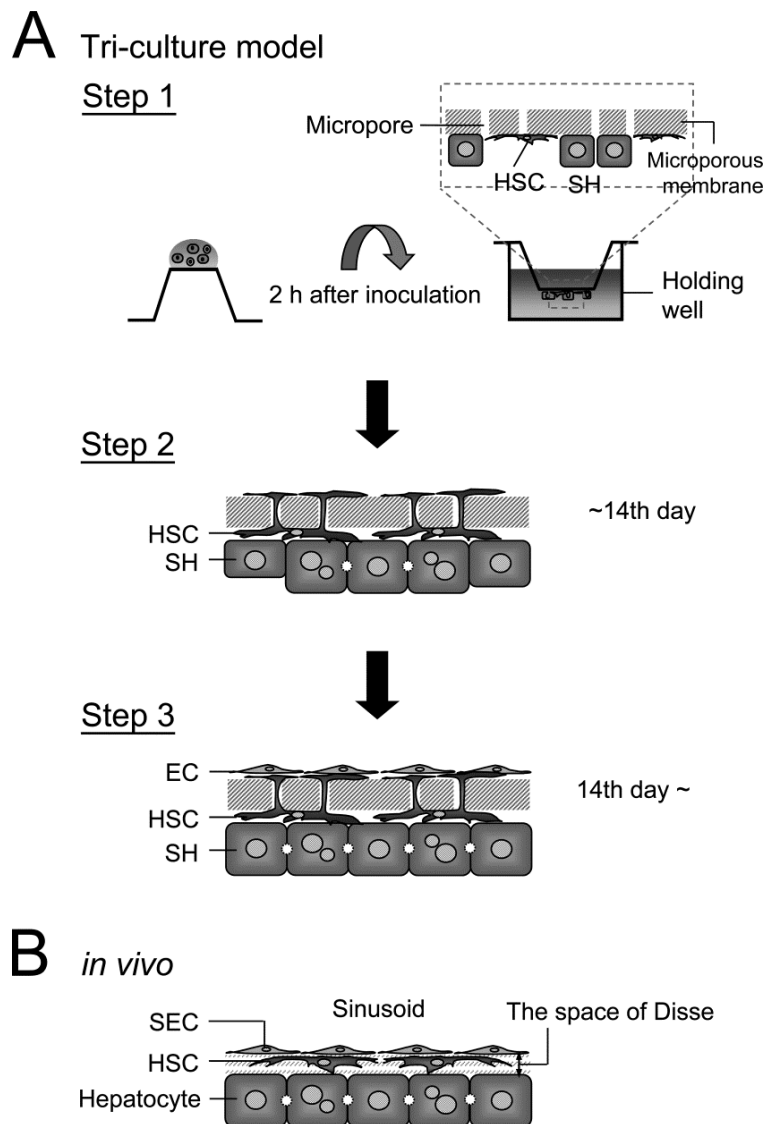 A Tri-culture model
Step 1
Micropore
HSC
SH
Microporous
membrane
2 h after inoculation
Holding
well
Step 2
~14th day
HSC
SH
Step 3
EC
14th day ~
HSC
SH
B in vivo
Sinusoid
The space of Disse
SEC
HSC
Hepatocyte